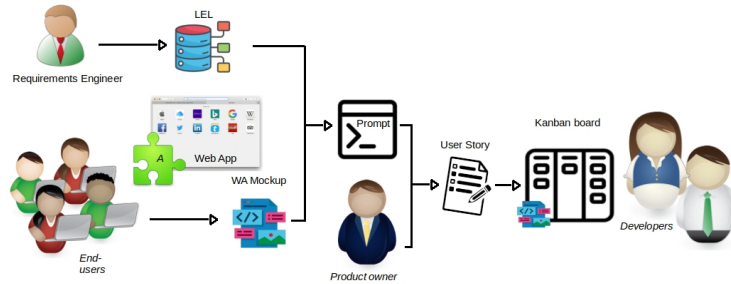 LEL
Requirements Engineer
A
Web App
WA Mockup
End-
users
Prompt
Product owner
User Story
Kanban board
Developers